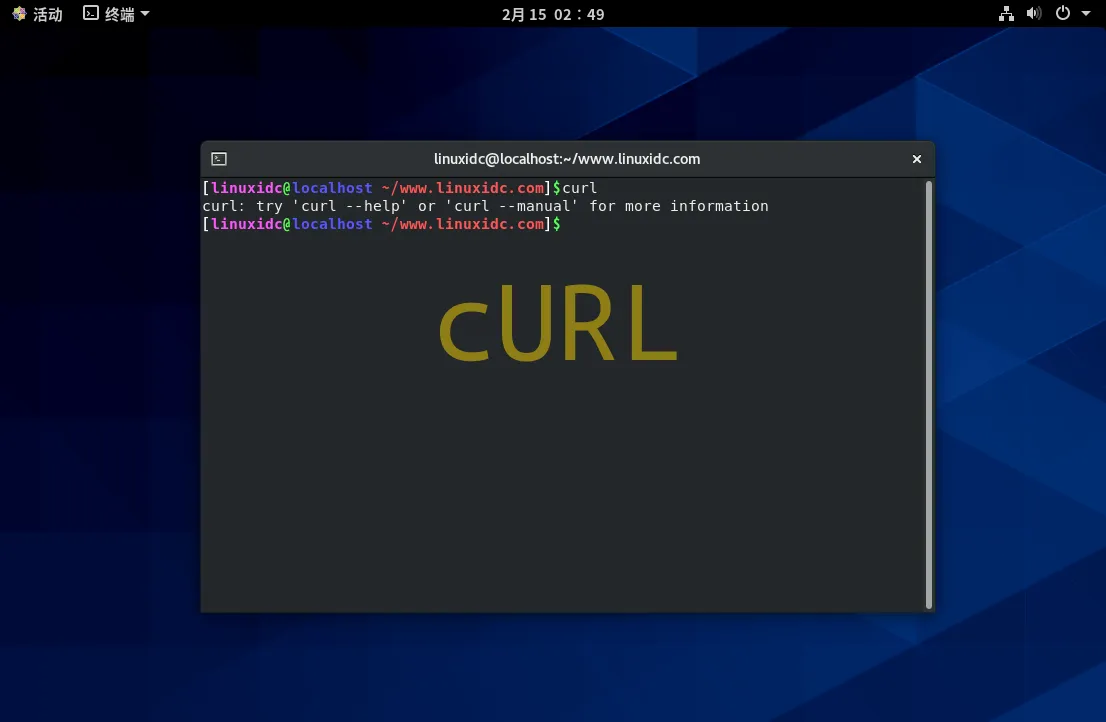 活动 终端 2月 15 02：49
linuxidc@localhost:~/www.linuxidc.com
[linuxidc@localhost ~/www.linuxidc.com]$curl
curl: try 'curl --help' or 'curl --manual' for more information
[linuxidc@localhost ~/www.linuxidc.com]$
cURL